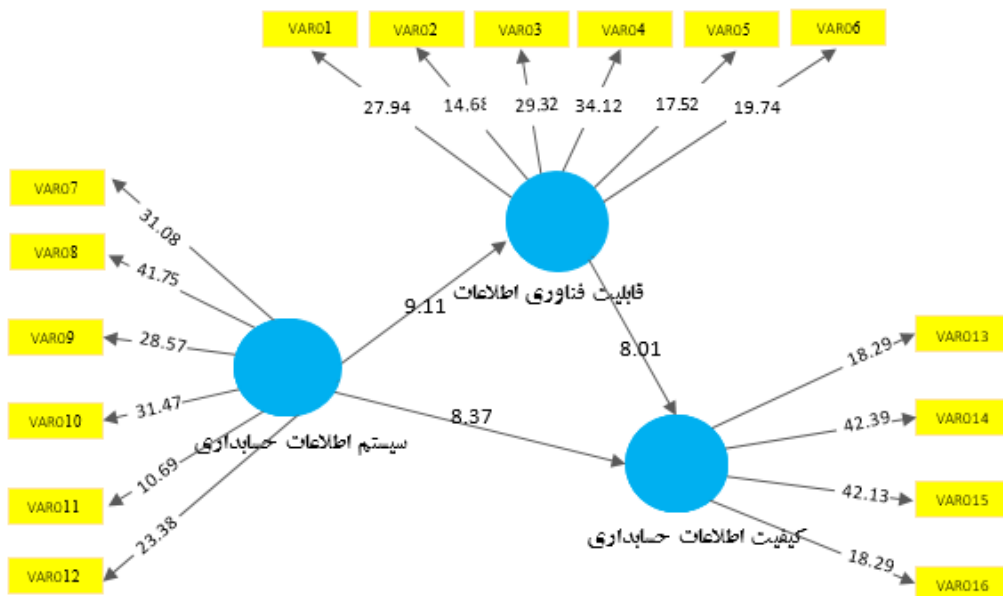 VAR01 VAR02 VAR03 VAR04 VAR05 VAR06
27.94 14.68 29.32 34.12 17.52 19.74
VAR07
31.08
VAR08
41.75
قابلیت فناوری اطلاعات
9.11
VAR09
28.57
VAR013
18.29
8.01
VAR010
31.47
8.37
VAR014
42.39
سیستم اطلاعات حسابداری
VAR011
10.69
VAR015
42.13
کیفیت اطلاعات حسابداری
23.38
VAR012
18.29
VAR016